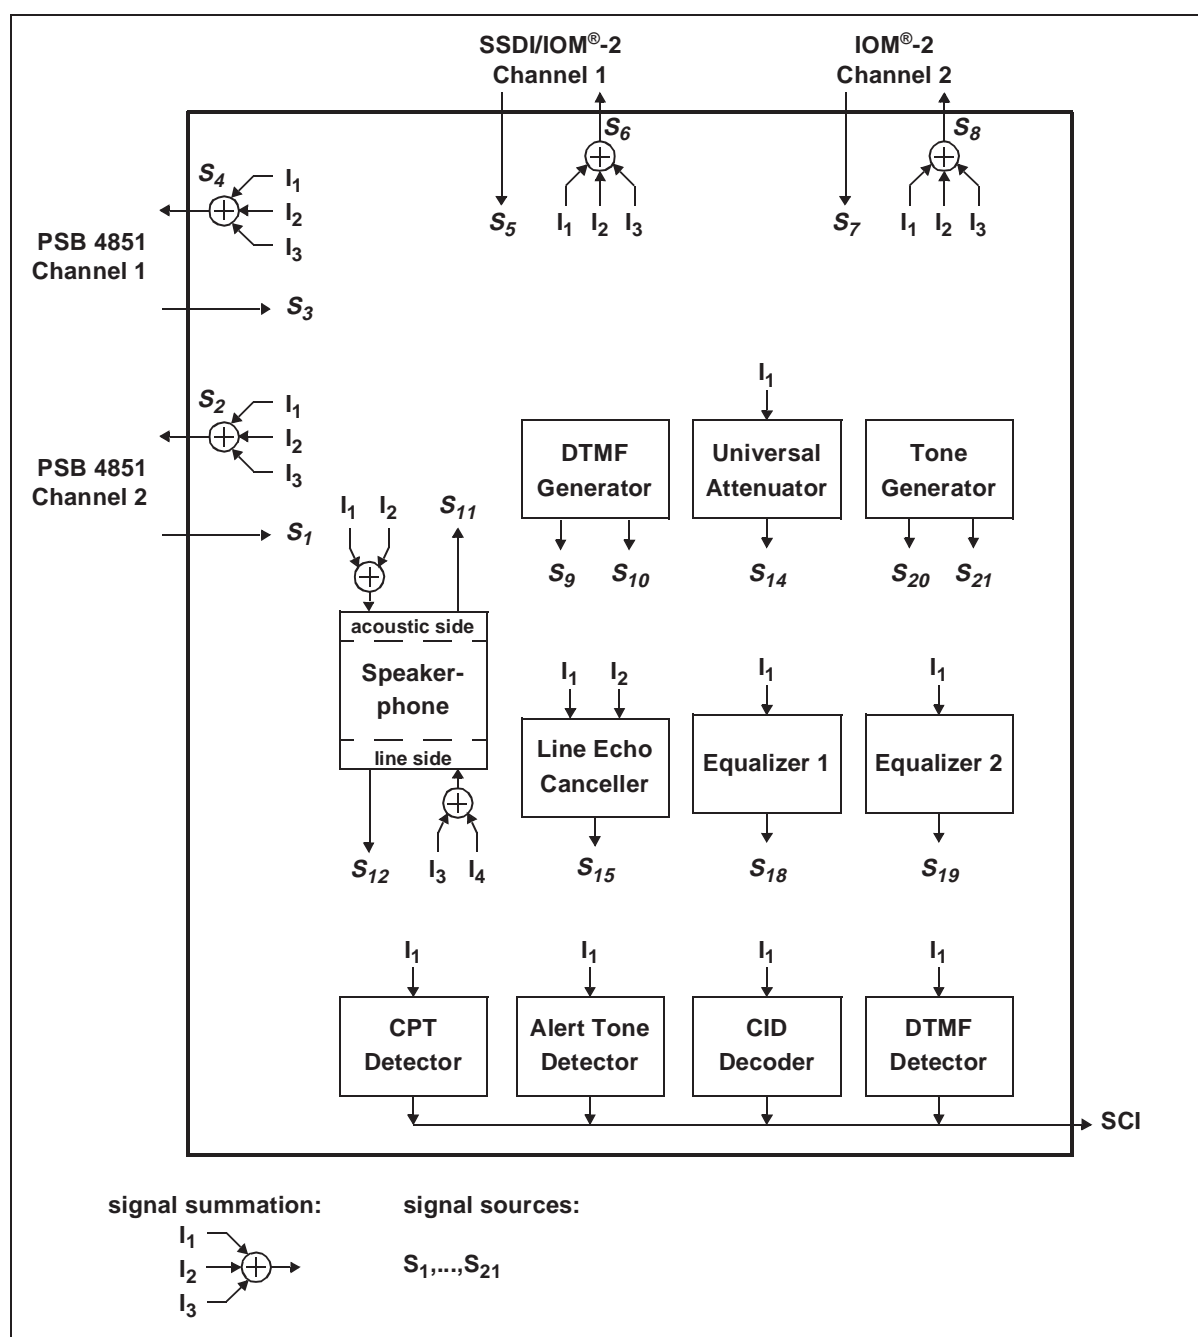 SSDI/IOM®-2
Channel 1
IOM®-2
Channel 2
S6
S8
I1 I2 I3
I1 I2 I3
S5
S7
S4
I1
I2
I3
PSB 4851
Channel 1
S3
S2
I1
I2
I3
PSB 4851
Channel 2
S1
I1 I2
S11
acoustic side
Speaker-
phone
line side
S12
I3 I4
DTMF
Generator
S9 S10
I1
Universal
Attenuator
S14
Tone
Generator
S20 S21
I1 I2
Line Echo
Canceller
S15
I1
Equalizer 1
S18
I1
Equalizer 2
S19
I1
CPT
Detector
I1
Alert Tone
Detector
I1
CID
Decoder
I1
DTMF
Detector
SCI
signal summation:
I1
I2
I3
signal sources:
S1,...,S21